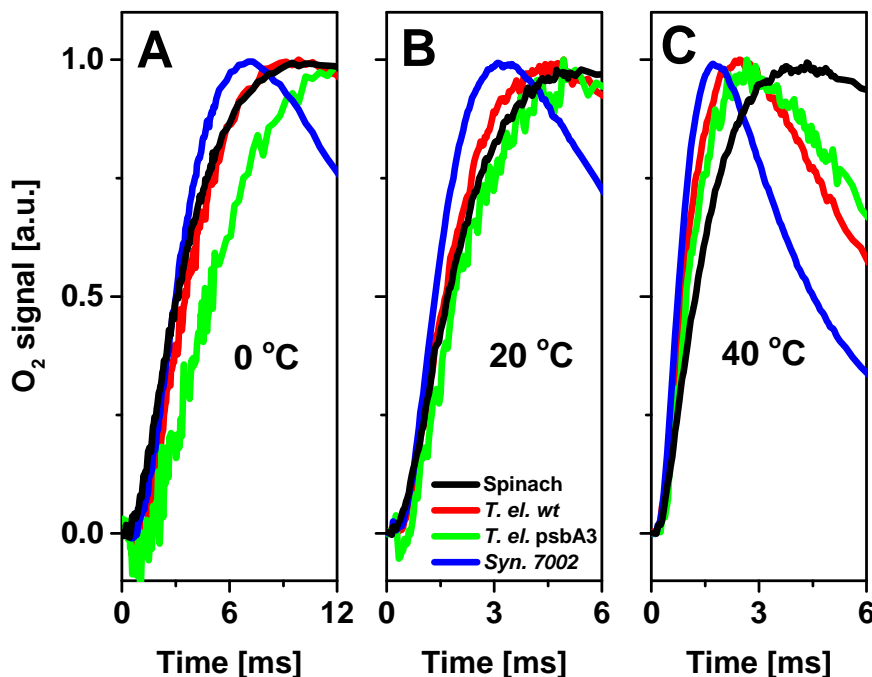 A
B
C
1.0
0.5
0.0
O₂ signal [a.u.]
0 °C
20 °C
40 °C
Spinach
T. el. wt
T. el. psbA3
Syn. 7002
0 6 12
0 3 6
0 3 6
Time [ms]
Time [ms]
Time [ms]